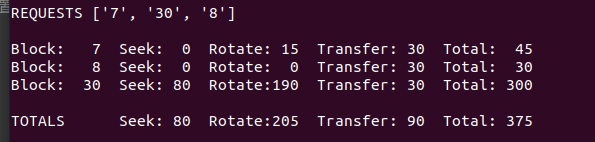 REQUESTS ['7', '30', '8']
Block:   7  Seek:  0  Rotate: 15  Transfer: 30  Total:  45
Block:   8  Seek:  0  Rotate:  0  Transfer: 30  Total:  30
Block:  30  Seek: 80  Rotate:190  Transfer: 30  Total: 300
TOTALS      Seek: 80  Rotate:205  Transfer: 90  Total: 375